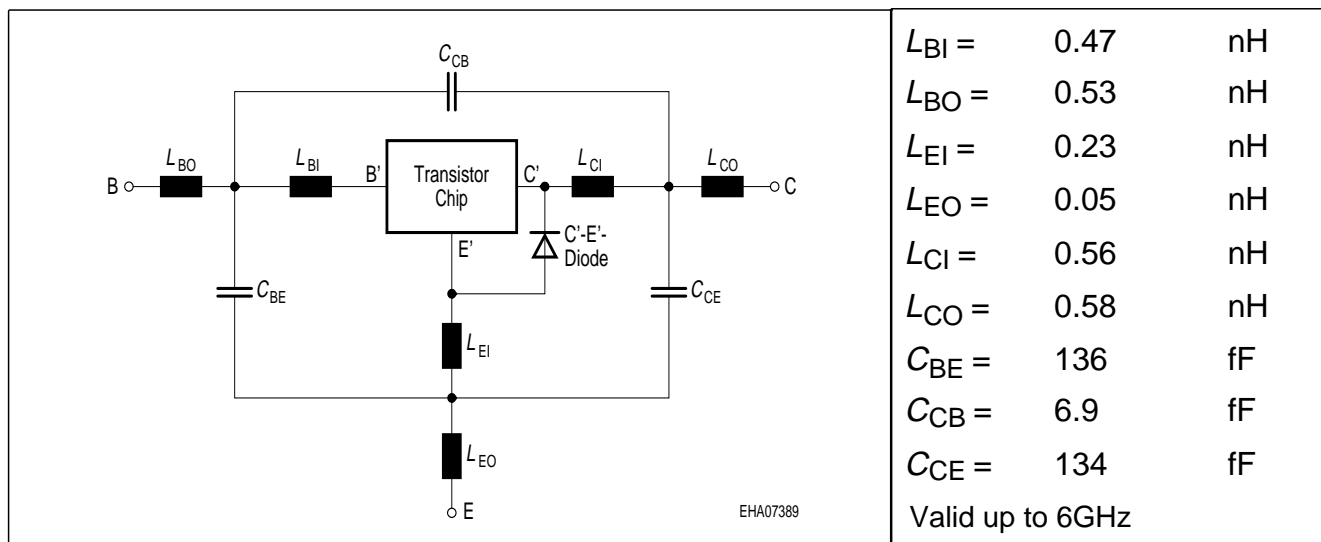 C_CB
L_BO
L_BI
B'
Transistor
Chip
C'
L_CI
L_CO
B
C
E'
C'-E'-
Diode
C_BE
C_CE
L_EI
L_EO
E
EHA07389
L_BI = 0.47 nH
L_BO = 0.53 nH
L_EI = 0.23 nH
L_EO = 0.05 nH
L_CI = 0.56 nH
L_CO = 0.58 nH
C_BE = 136 fF
C_CB = 6.9 fF
C_CE = 134 fF
Valid up to 6GHz